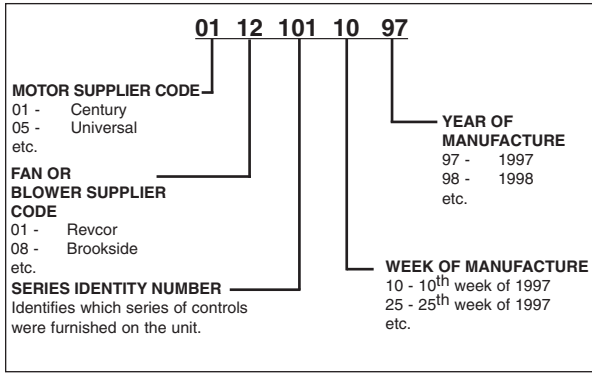 01 12 101 10 97
MOTOR SUPPLIER CODE
01 - Century
05 - Universal
etc.
FAN OR
BLOWER SUPPLIER
CODE
01 - Revcor
08 - Brookside
etc.
SERIES IDENTITY NUMBER
Identifies which series of controls
were furnished on the unit.
YEAR OF
MANUFACTURE
97 - 1997
98 - 1998
etc.
WEEK OF MANUFACTURE
10 - 10th week of 1997
25 - 25th week of 1997
etc.